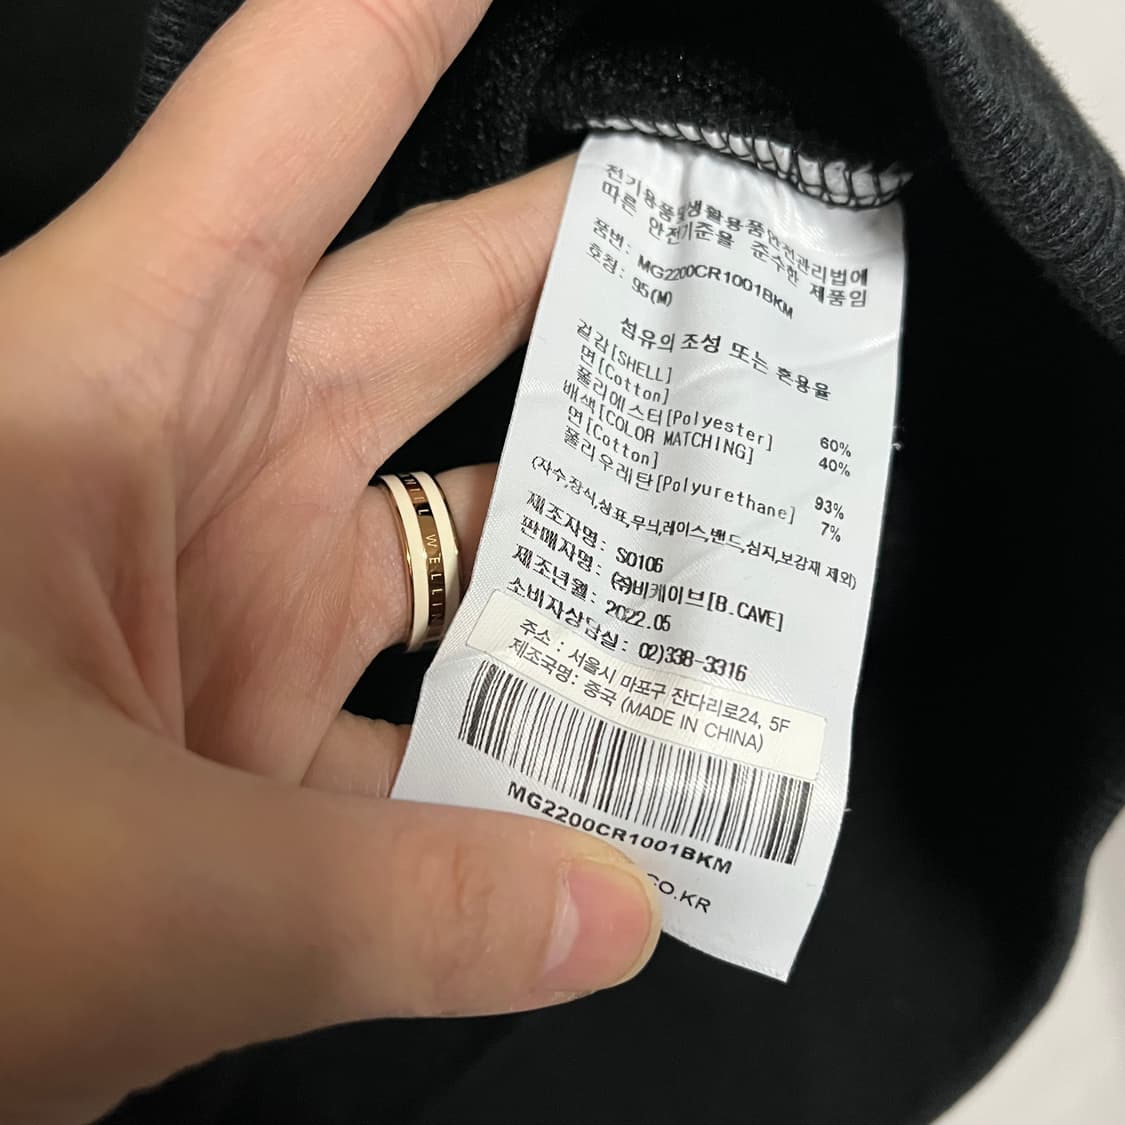 전기용품및생활용품안전관리법에
따른 안전기준을 준수한 제품임
품번: MG2200CR1001BKM
호칭: 95(M)
섬유의 조성 또는 혼용율
겉감[SHELL]
면[Cotton] 60%
폴리에스터[Polyester] 40%
배색[COLOR MATCHING]
면[Cotton] 93%
폴리우레탄[Polyurethane] 7%
(자수,장식,상표,무늬,레이스,밴드,심지,보강재 제외)
제조자명: SO106
판매자명: ㈜비케이브[B.CAVE]
제조년월: 2022.05
소비자상담실: 02)338-3316
주소 : 서울시 마포구 잔다리로24, 5F
제조국명: 중국 (MADE IN CHINA)
MG2200CR1001BKM
CO.KR
WELLIN